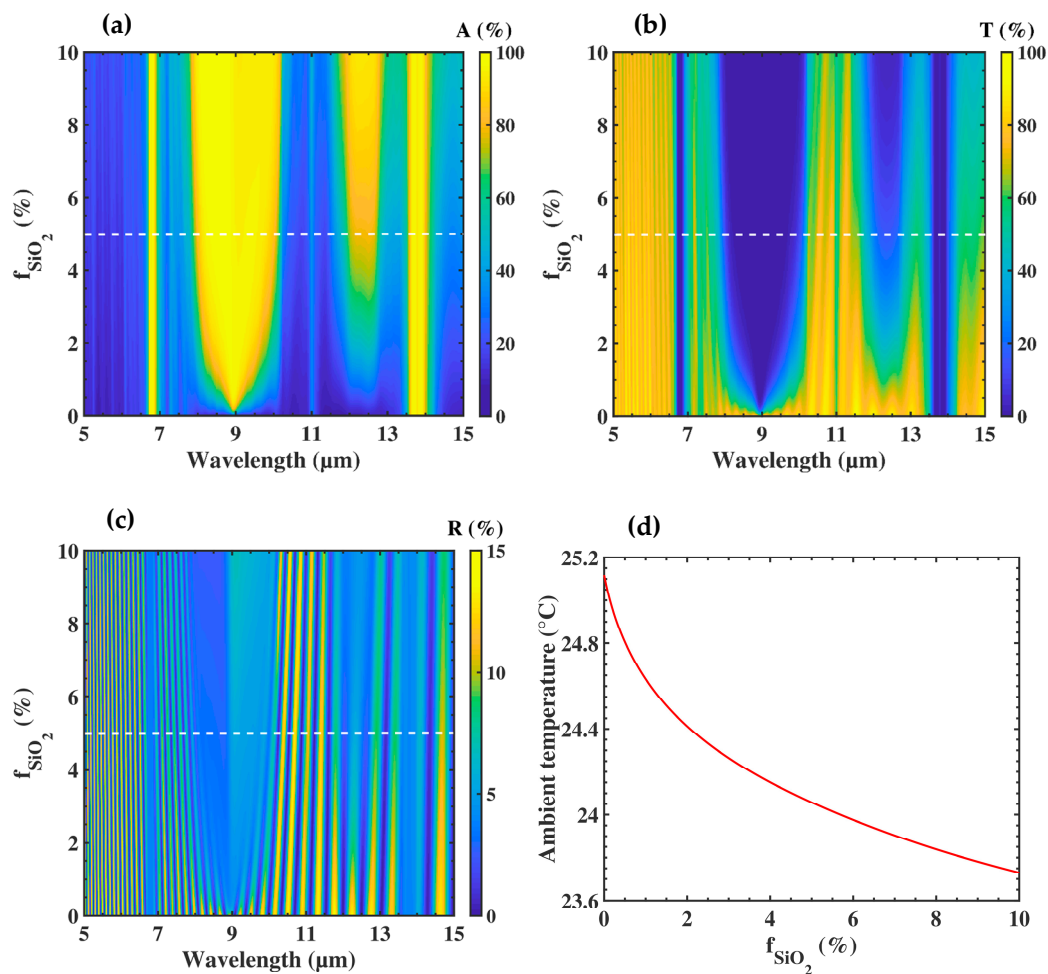 (a)
A (%)
10
8
6
4
2
0
f_SiO2 (%)
5 7 9 11 13 15
Wavelength (μm)
100
80
60
40
20
0
(b)
T (%)
10
8
6
4
2
0
f_SiO2 (%)
5 7 9 11 13 15
Wavelength (μm)
100
80
60
40
20
0
(c)
R (%)
10
8
6
4
2
0
f_SiO2 (%)
5 7 9 11 13 15
Wavelength (μm)
15
10
5
0
(d)
25.2
24.8
24.4
24
23.6
Ambient temperature (°C)
0 2 4 6 8 10
f_SiO2 (%)